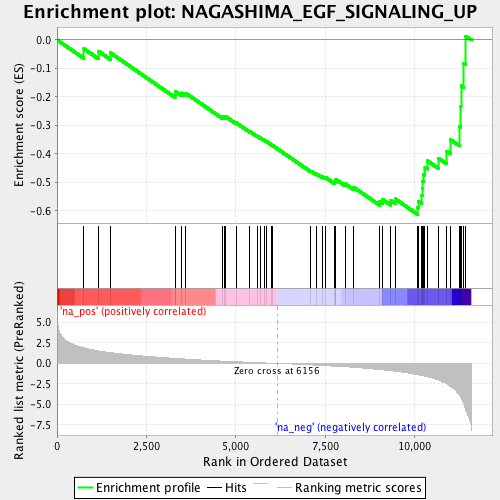 Enrichment plot: NAGASHIMA_EGF_SIGNALING_UP
Enrichment score (ES)
0.0
-0.1
-0.2
-0.3
-0.4
-0.5
-0.6
'na_pos' (positively correlated)
Ranked list metric (PreRanked)
5.0
2.5
0.0
-2.5
-5.0
-7.5
Zero cross at 6156
'na_neg' (negatively correlated)
0
2,500
5,000
7,500
10,000
Rank in Ordered Dataset
Enrichment profile
Hits
Ranking metric scores